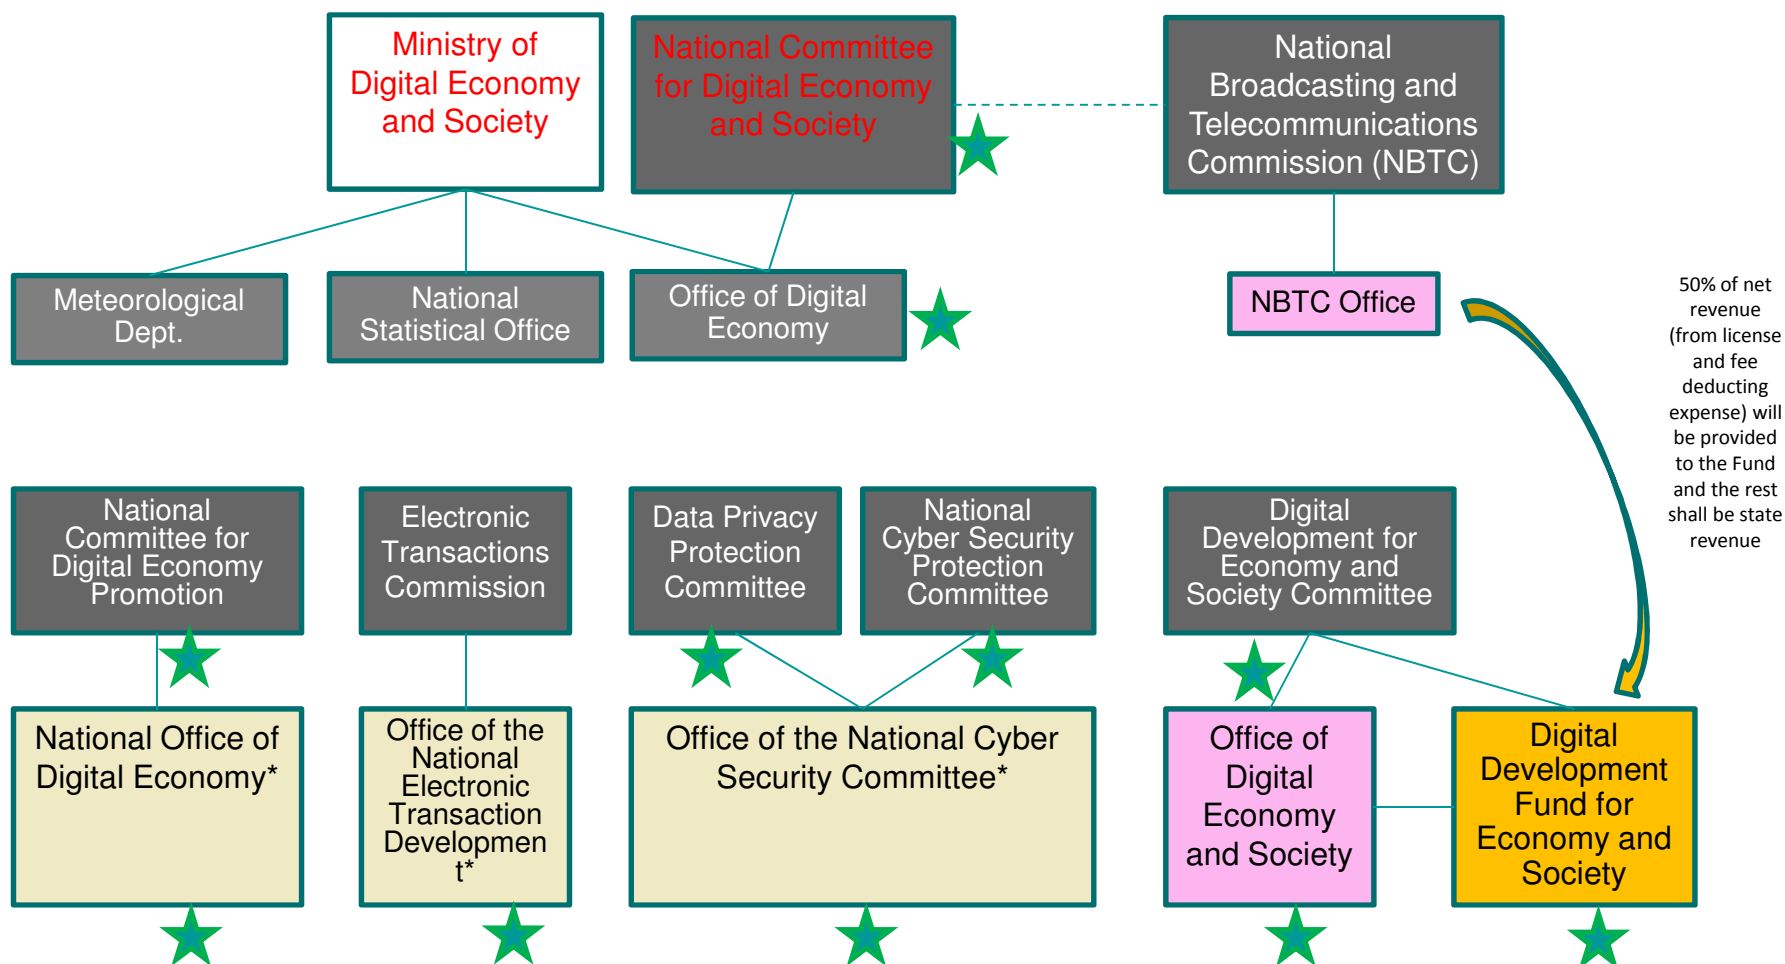 Ministry of
Digital Economy
and Society
National Committee
for Digital Economy
and Society
National
Broadcasting and
Telecommunications
Commission (NBTC)
Meteorological
Dept.
National
Statistical Office
Office of Digital
Economy
NBTC Office
50% of net
revenue
(from license
and fee
deducting
expense) will
be provided
to the Fund
and the rest
shall be state
revenue
National
Committee for
Digital Economy
Promotion
Electronic
Transactions
Commission
Data Privacy
Protection
Committee
National
Cyber Security
Protection
Committee
Digital
Development for
Economy and
Society Committee
National Office of
Digital Economy*
Office of the
National
Electronic
Transaction
Developmen
t*
Office of the National Cyber
Security Committee*
Office of
Digital
Economy
and Society
Digital
Development
Fund for
Economy and
Society